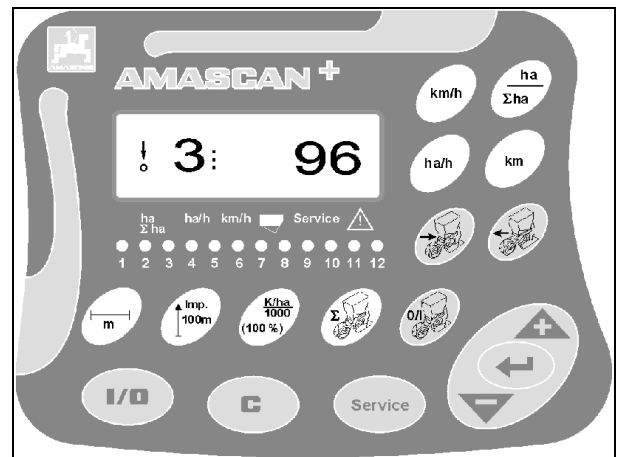 AMAZONE
AMASCAN +
3 96
km/h
ha
Σha
ha/h
km
ha ha/h km/h Service
Σ ha
1 2 3 4 5 6 7 8 9 10 11 12
m
Imp.
100m
K/ha
1000
(100 %)
Σ
0/I
I/O
C
Service